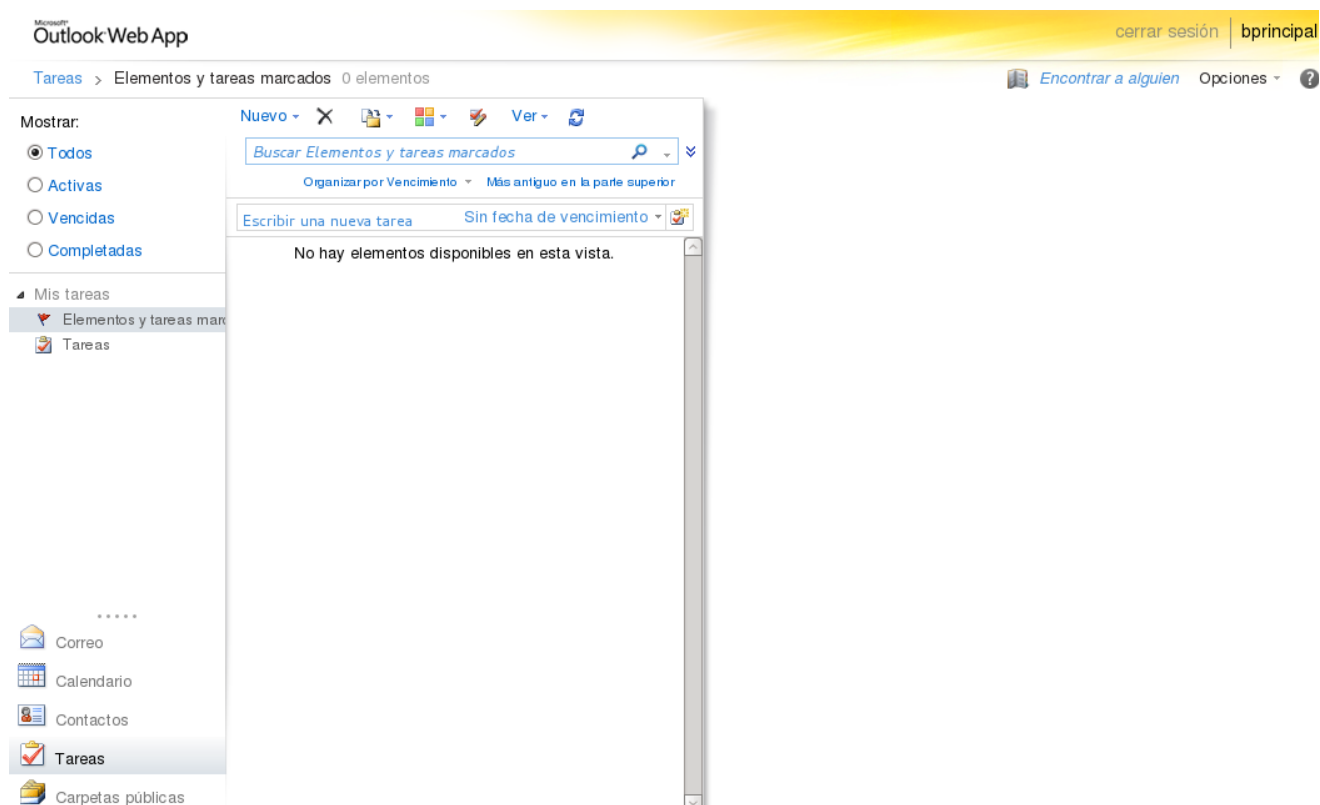 Microsoft
Outlook Web App
cerrar sesión
bprincipal
Tareas > Elementos y tareas marcados 0 elementos
Encontrar a alguien
Opciones
?
Mostrar:
Todos
Activas
Vencidas
Completadas
Mis tareas
Elementos y tareas marc
Tareas
Nuevo
Ver
Buscar Elementos y tareas marcados
Organizar por Vencimiento
Más antiguo en la parte superior
Escribir una nueva tarea
Sin fecha de vencimiento
No hay elementos disponibles en esta vista.
Correo
Calendario
Contactos
Tareas
Carpetas públicas